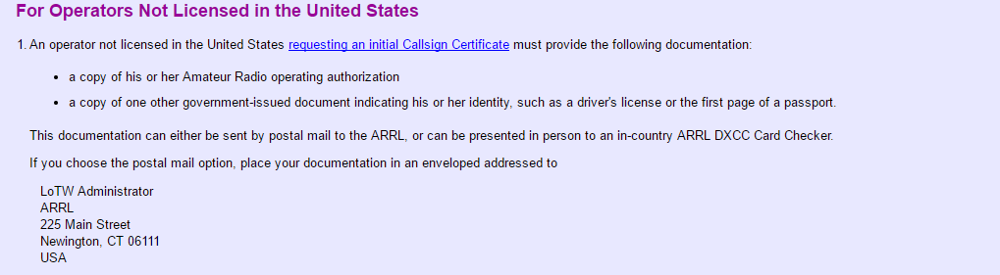 For Operators Not Licensed in the United States
1. An operator not licensed in the United States requesting an initial Callsign Certificate must provide the following documentation:
• a copy of his or her Amateur Radio operating authorization
• a copy of one other government-issued document indicating his or her identity, such as a driver's license or the first page of a passport.
This documentation can either be sent by postal mail to the ARRL, or can be presented in person to an in-country ARRL DXCC Card Checker.
If you choose the postal mail option, place your documentation in an enveloped addressed to
LoTW Administrator
ARRL
225 Main Street
Newington, CT 06111
USA